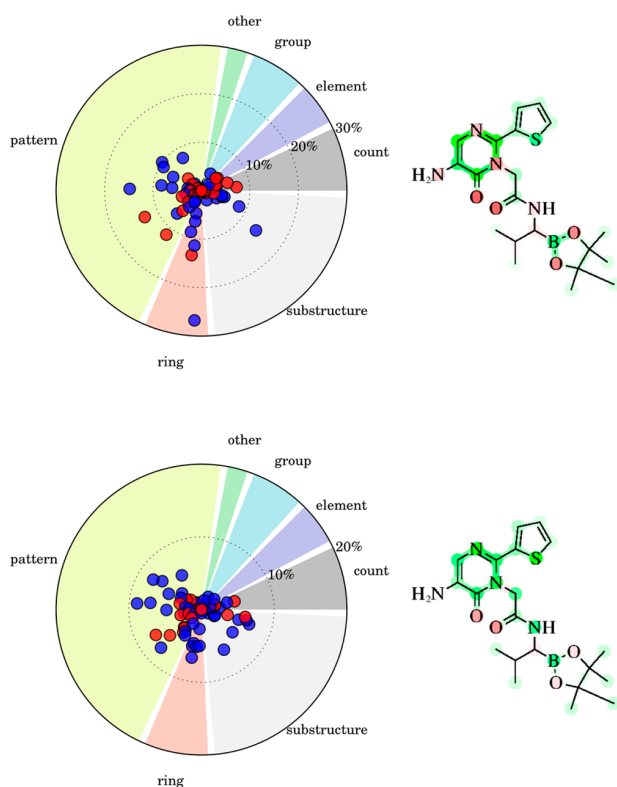 other
group
element
30%
20%
count
10%
pattern
substructure
ring
N
S
N
H₂N
O
O
NH
B
O
O
other
group
element
20%
count
10%
pattern
substructure
ring
N
S
N
H₂N
O
O
NH
B
O
O